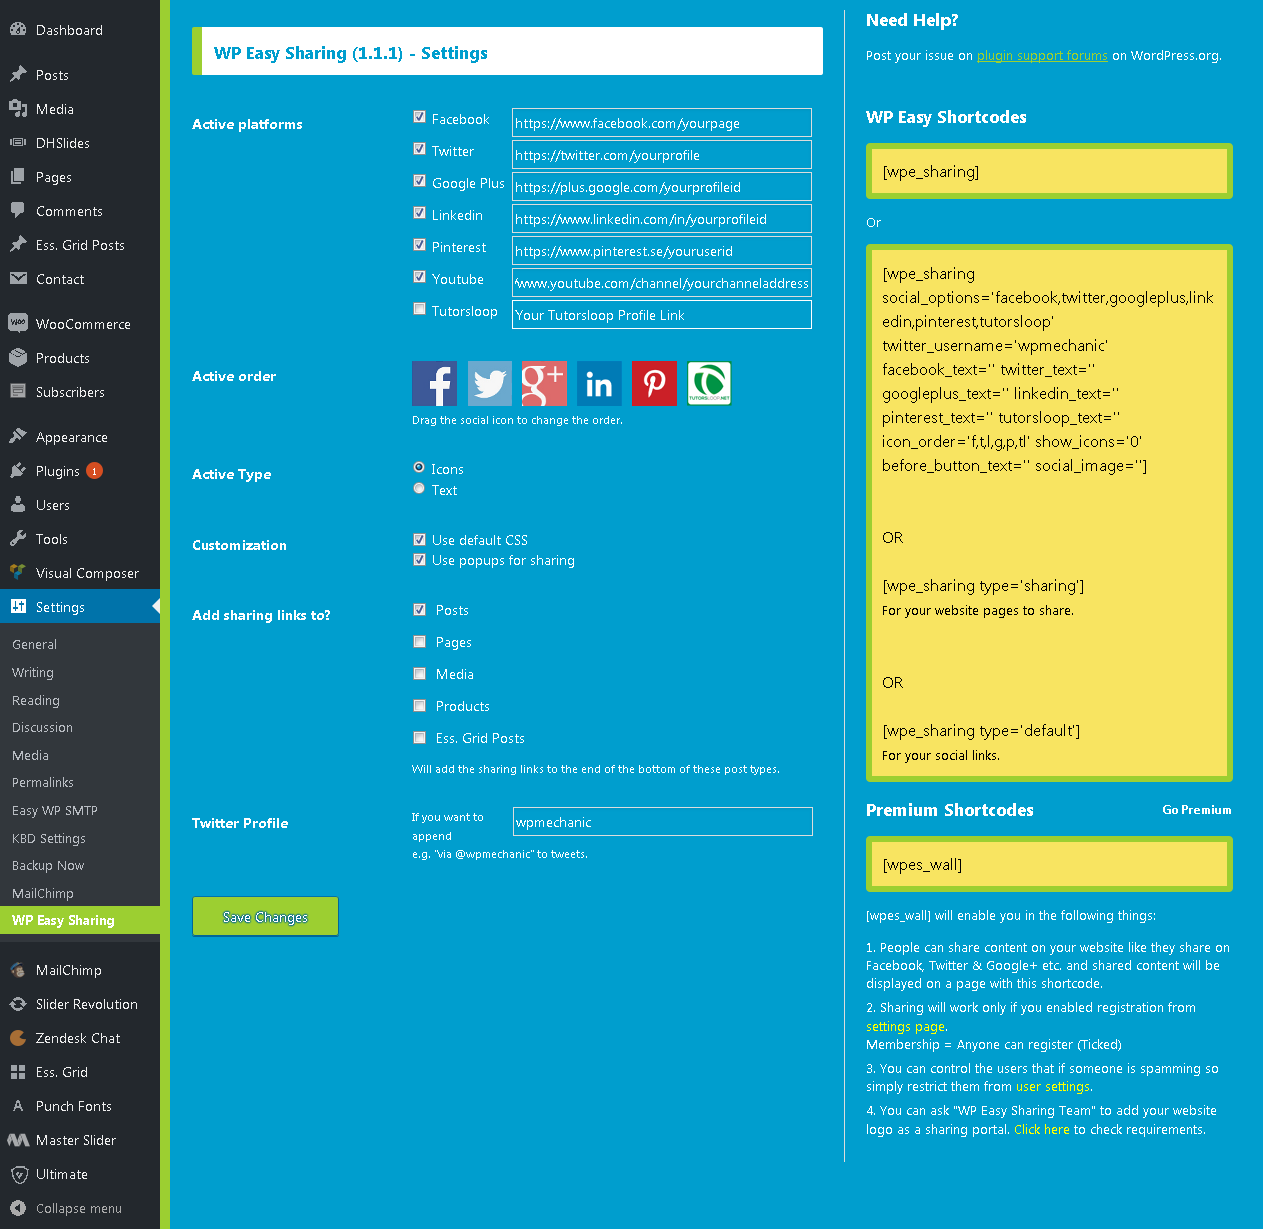 Dashboard
Posts
Media
DHSlides
Pages
Comments
Ess. Grid Posts
Contact
WooCommerce
Products
Subscribers
Appearance
Plugins 1
Users
Tools
Visual Composer
Settings
General
Writing
Reading
Discussion
Media
Permalinks
Easy WP SMTP
KBD Settings
Backup Now
MailChimp
WP Easy Sharing
MailChimp
Slider Revolution
Zendesk Chat
Ess. Grid
Punch Fonts
Master Slider
Ultimate
Collapse menu
WP Easy Sharing (1.1.1) - Settings
Active platforms
Facebook https://www.facebook.com/yourpage
Twitter https://twitter.com/yourprofile
Google Plus https://plus.google.com/yourprofileid
Linkedin https://www.linkedin.com/in/yourprofileid
Pinterest https://www.pinterest.se/youruserid
Youtube /www.youtube.com/channel/yourchanneladdress
Tutorsloop Your Tutorsloop Profile Link
Active order
TUTORSLOOP.NET
Drag the social icon to change the order.
Active Type
Icons
Text
Customization
Use default CSS
Use popups for sharing
Add sharing links to?
Posts
Pages
Media
Products
Ess. Grid Posts
Will add the sharing links to the end of the bottom of these post types.
Twitter Profile
If you want to
append
e.g. "via @wpmechanic" to tweets.
wpmechanic
Save Changes
Need Help?
Post your issue on plugin support forums on WordPress.org.
WP Easy Shortcodes
[wpe_sharing]
Or
[wpe_sharing
social_options='facebook,twitter,googleplus,link
edin,pinterest,tutorsloop'
twitter_username='wpmechanic'
facebook_text='' twitter_text=''
googleplus_text='' linkedin_text=''
pinterest_text='' tutorsloop_text=''
icon_order='f,t,l,g,p,tl' show_icons='0'
before_button_text='' social_image='']
OR
[wpe_sharing type='sharing']
For your website pages to share.
OR
[wpe_sharing type='default']
For your social links.
Premium Shortcodes Go Premium
[wpes_wall]
[wpes_wall] will enable you in the following things:
1. People can share content on your website like they share on
Facebook, Twitter & Google+ etc. and shared content will be
displayed on a page with this shortcode.
2. Sharing will work only if you enabled registration from
settings page.
Membership = Anyone can register (Ticked)
3. You can control the users that if someone is spamming so
simply restrict them from user settings.
4. You can ask "WP Easy Sharing Team" to add your website
logo as a sharing portal. Click here to check requirements.